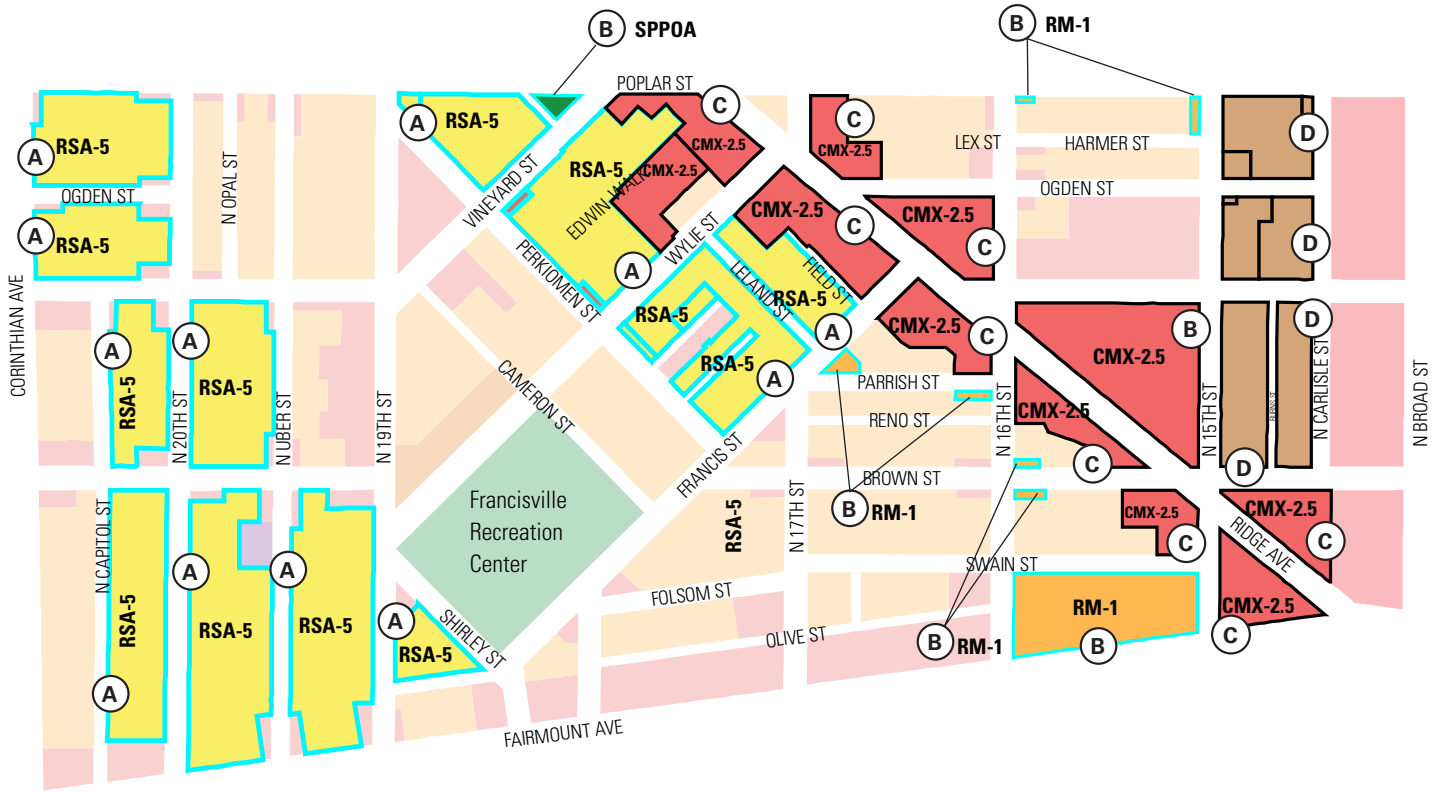 B SPPOA
B RM-1
POPLAR ST
C
C
A
RSA-5
D
A
RSA-5
CMX-2.5
CMX-2.5
LEX ST
HARMER ST
RSA-5
CMX-2.5
OGDEN ST
N OPAL ST
VINEYARD ST
EDWIN WALK
OGDEN ST
A
RSA-5
CMX-2.5
C
CMX-2.5
C
D
WYLIE ST
PERKIOMEN ST
A
LELAND ST
FIELD ST
RSA-5
RSA-5
A
CORINTHIAN AVE
A
RSA-5
N 20TH ST
A
RSA-5
N UBER ST
N 19TH ST
CAMERON ST
RSA-5
A
CMX-2.5
C
B
CMX-2.5
D
N CARLISLE ST
N BROAD ST
PARRISH ST
RENO ST
N 16TH ST
CMX-2.5
C
N 15TH ST
D
FRANCIS ST
BROWN ST
N CAPITOL ST
Francisville
Recreation
Center
RSA-5
N 17TH ST
B RM-1
CMX-2.5
C
CMX-2.5
C
RIDGE AVE
A
A
SWAIN ST
FOLSOM ST
RSA-5
RSA-5
RSA-5
A
RSA-5
SHIRLEY ST
OLIVE ST
B RM-1
RM-1
B
CMX-2.5
C
A
FAIRMOUNT AVE